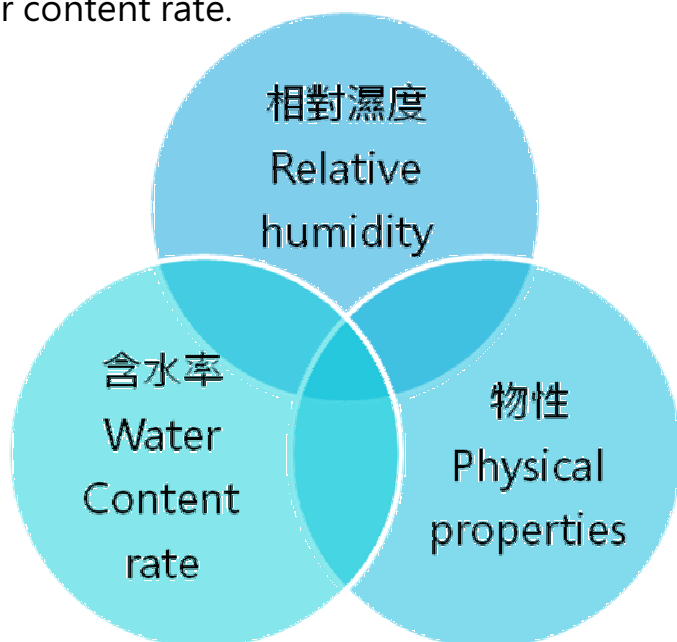 r content rate.
相對濕度
Relative
humidity
含水率
Water
Content
rate
物性
Physical
properties